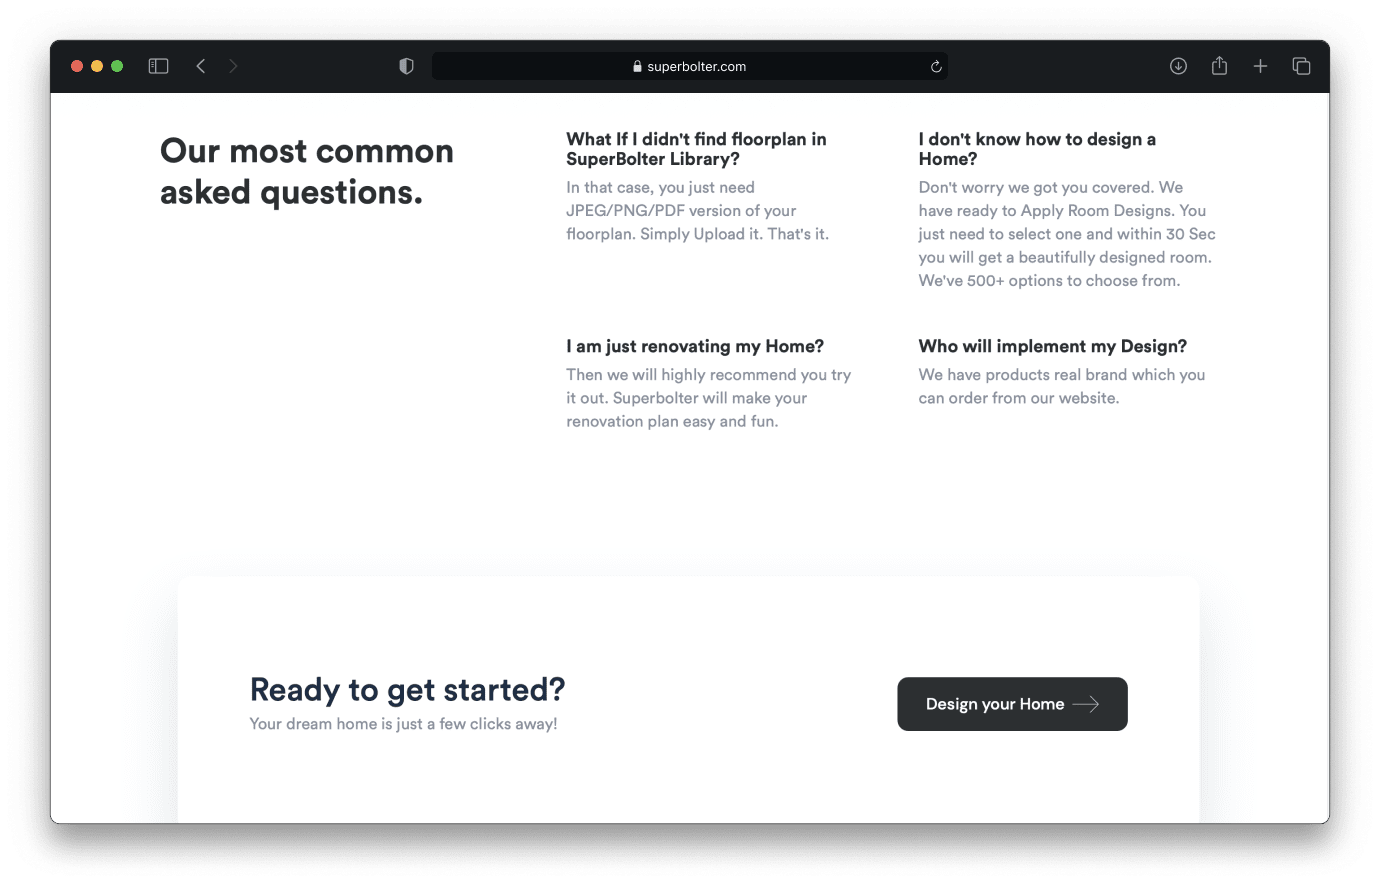 superbolter.com
Our most common
asked questions.
What If I didn't find floorplan in
SuperBolter Library?
In that case, you just need
JPEG/PNG/PDF version of your
floorplan. Simply Upload it. That's it.
I don't know how to design a
Home?
Don't worry we got you covered. We
have ready to Apply Room Designs. You
just need to select one and within 30 Sec
you will get a beautifully designed room.
We've 500+ options to choose from.
I am just renovating my Home?
Then we will highly recommend you try
it out. Superbolter will make your
renovation plan easy and fun.
Who will implement my Design?
We have products real brand which you
can order from our website.
Ready to get started?
Your dream home is just a few clicks away!
Design your Home